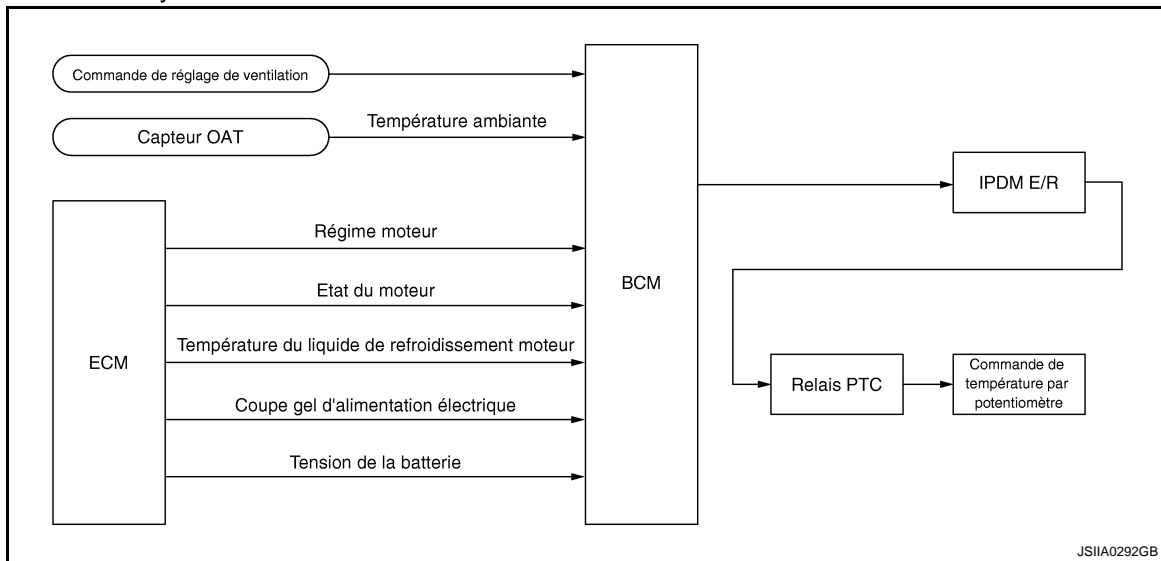 Commande de réglage de ventilation
Capteur OAT
Température ambiante
ECM
Régime moteur
Etat du moteur
Température du liquide de refroidissement moteur
Coupe gel d'alimentation électrique
Tension de la batterie
BCM
IPDM E/R
Relais PTC
Commande de
température par
potentiomètre
JSIIA0292GB